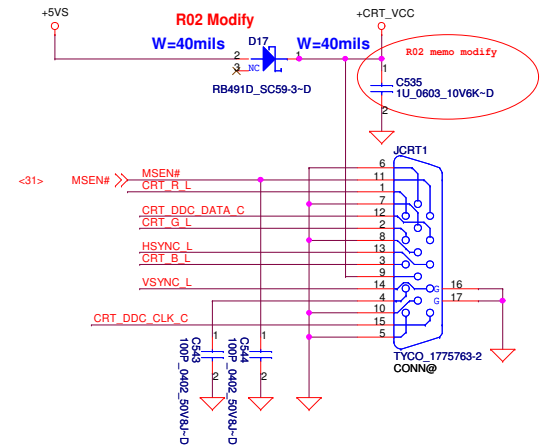 +5VS
R02 Modify
+CRT_VCC
W=40mils
D17
W=40mils
2
1
3
NC
RB491D_SC59-3~D
R02 memo modify
1
C535
1U_0603_10V6K~D
2
JCRT1
<31>
MSEN#
MSEN#
CRT_R_L
CRT_DDC_DATA_C
CRT_G_L
HSYNC_L
CRT_B_L
VSYNC_L
CRT_DDC_CLK_C
6
11
1
7
12
2
8
13
3
9
14
4
10
15
5
G
16
G
17
TYCO_1775763-2
CONN@
1
C543
100P_0402_50V8J~D
2
1
C544
100P_0402_50V8J~D
2